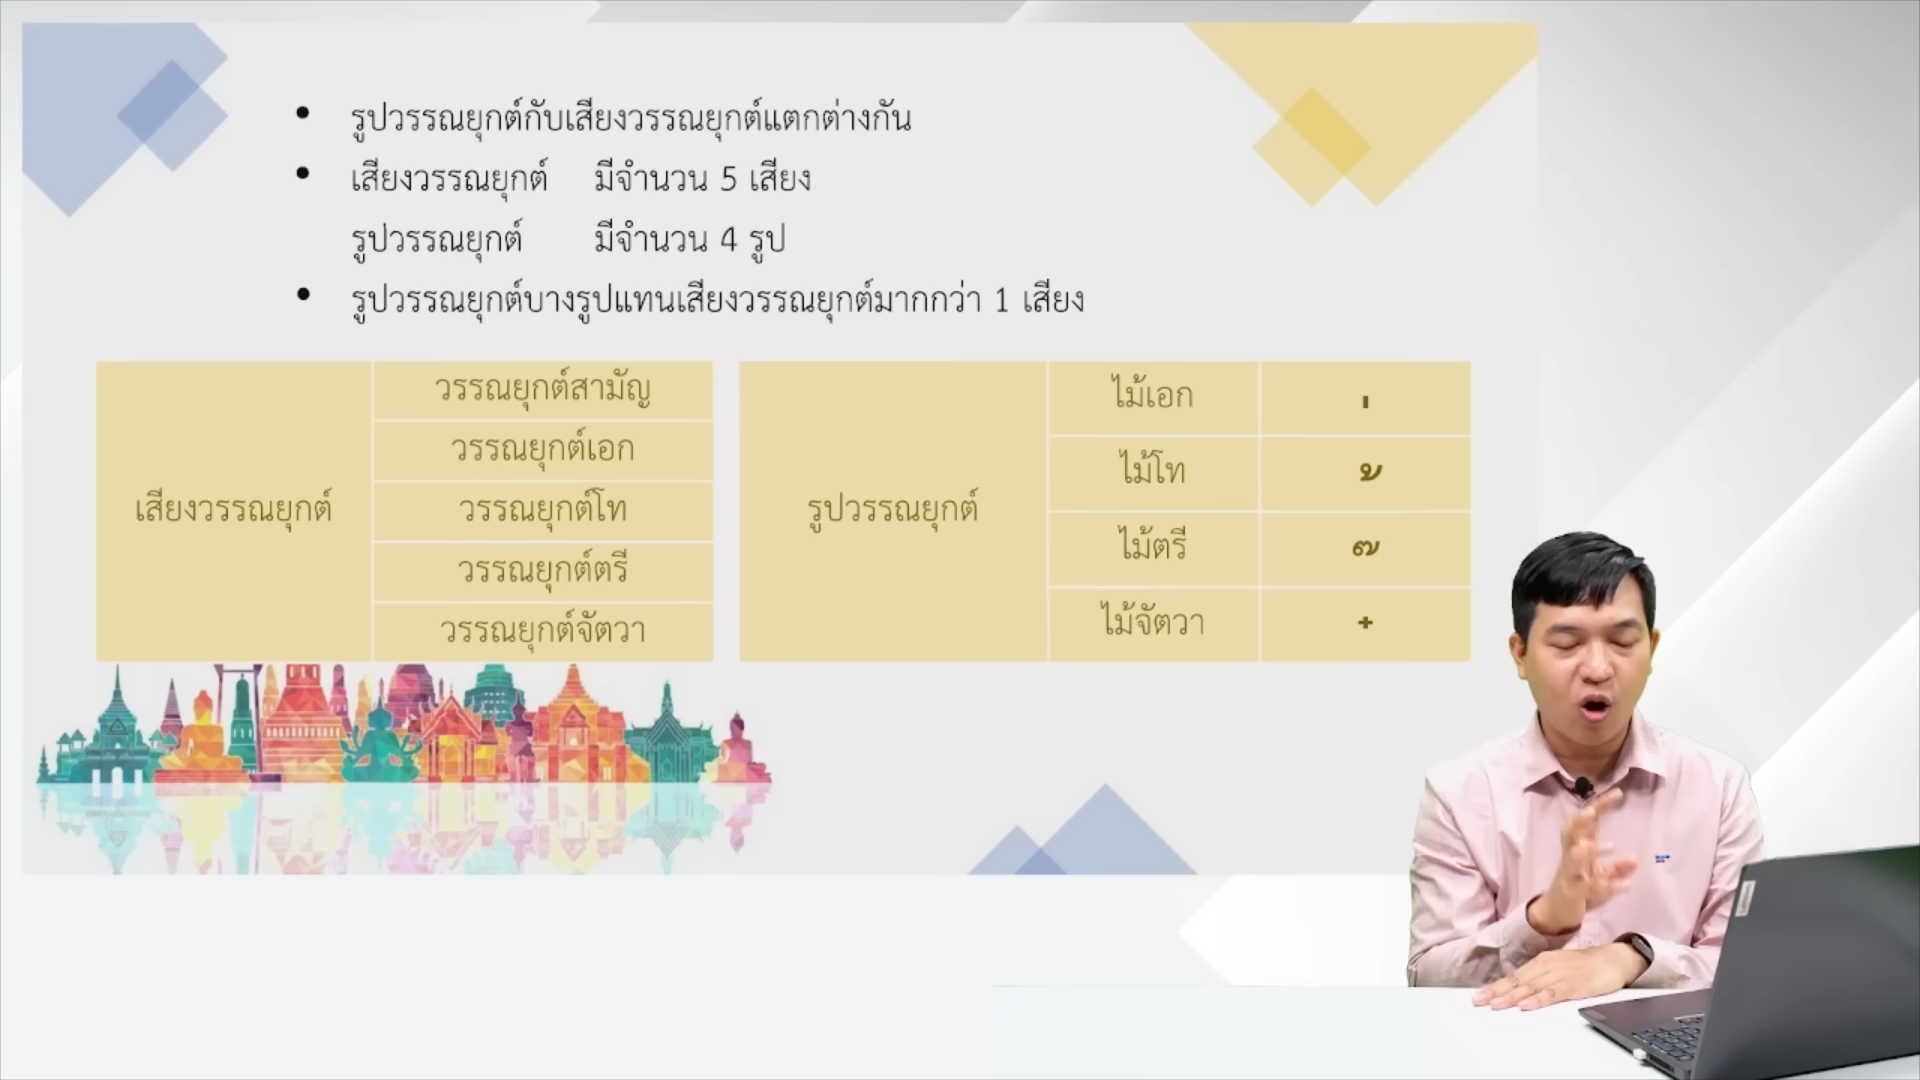 • รูปวรรณยุกต์กับเสียงวรรณยุกต์แตกต่างกัน
• เสียงวรรณยุกต์ มีจำนวน 5 เสียง
รูปวรรณยุกต์ มีจำนวน 4 รูป
• รูปวรรณยุกต์บางรูปแทนเสียงวรรณยุกต์มากกว่า 1 เสียง
เสียงวรรณยุกต์
วรรณยุกต์สามัญ
วรรณยุกต์เอก
วรรณยุกต์โท
วรรณยุกต์ตรี
วรรณยุกต์จัตวา
รูปวรรณยุกต์
ไม้เอก ่
ไม้โท ้
ไม้ตรี ๊
ไม้จัตวา ๋